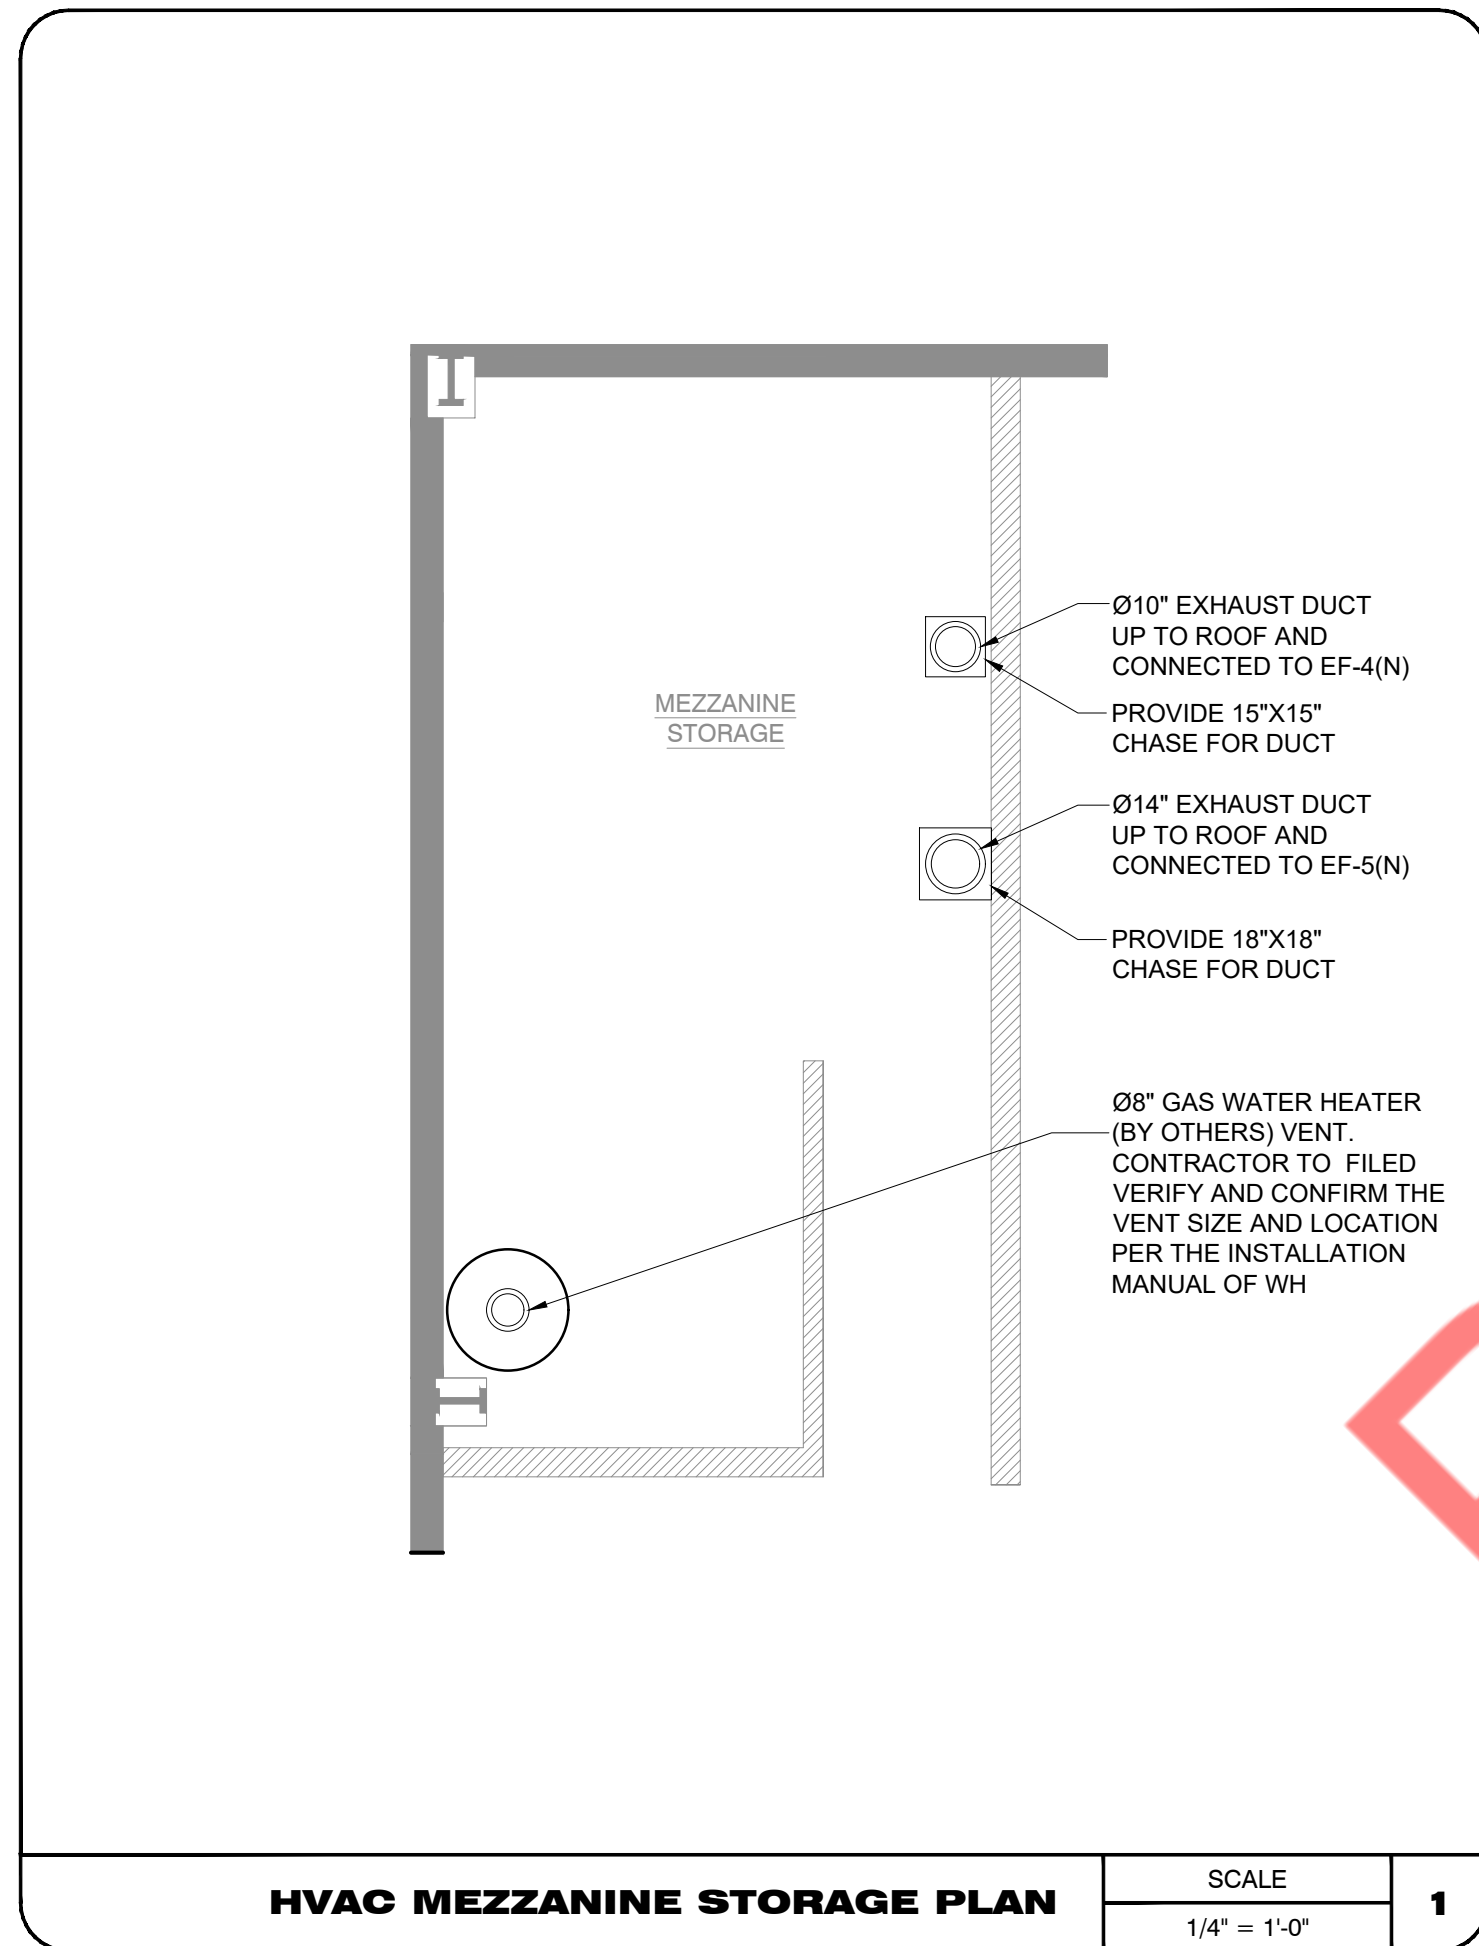 Ø10" EXHAUST DUCT
UP TO ROOF AND
CONNECTED TO EF-4(N)
PROVIDE 15"X15"
CHASE FOR DUCT
MEZZANINE
STORAGE
Ø14" EXHAUST DUCT
UP TO ROOF AND
CONNECTED TO EF-5(N)
PROVIDE 18"X18"
CHASE FOR DUCT
Ø8" GAS WATER HEATER
(BY OTHERS) VENT.
CONTRACTOR TO  FILED
VERIFY AND CONFIRM THE
VENT SIZE AND LOCATION
PER THE INSTALLATION
MANUAL OF WH
HVAC MEZZANINE STORAGE PLAN
SCALE
1/4" = 1'-0"
1